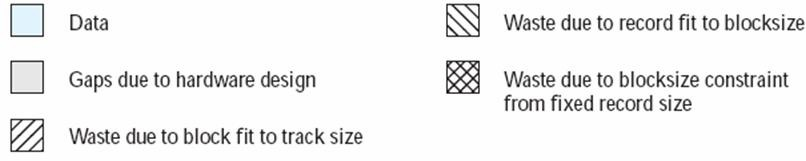 Data
Gaps due to hardware design
Waste due to block fit to track size
Waste due to record fit to blocksize
Waste due to blocksize constraint
from fixed record size